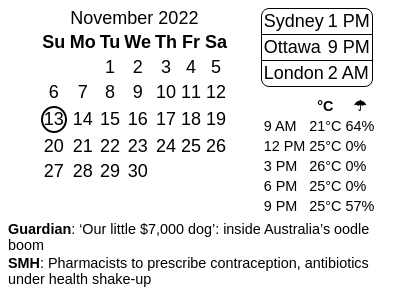 November 2022
Su Mo Tu We Th Fr Sa
1 2 3 4 5
6 7 8 9 10 11 12
13 14 15 16 17 18 19
20 21 22 23 24 25 26
27 28 29 30
Sydney 1 PM
Ottawa 9 PM
London 2 AM
°C ☂
9 AM 21°C 64%
12 PM 25°C 0%
3 PM 26°C 0%
6 PM 25°C 0%
9 PM 25°C 57%
Guardian: ‘Our little $7,000 dog’: inside Australia’s oodle
boom
SMH: Pharmacists to prescribe contraception, antibiotics
under health shake-up